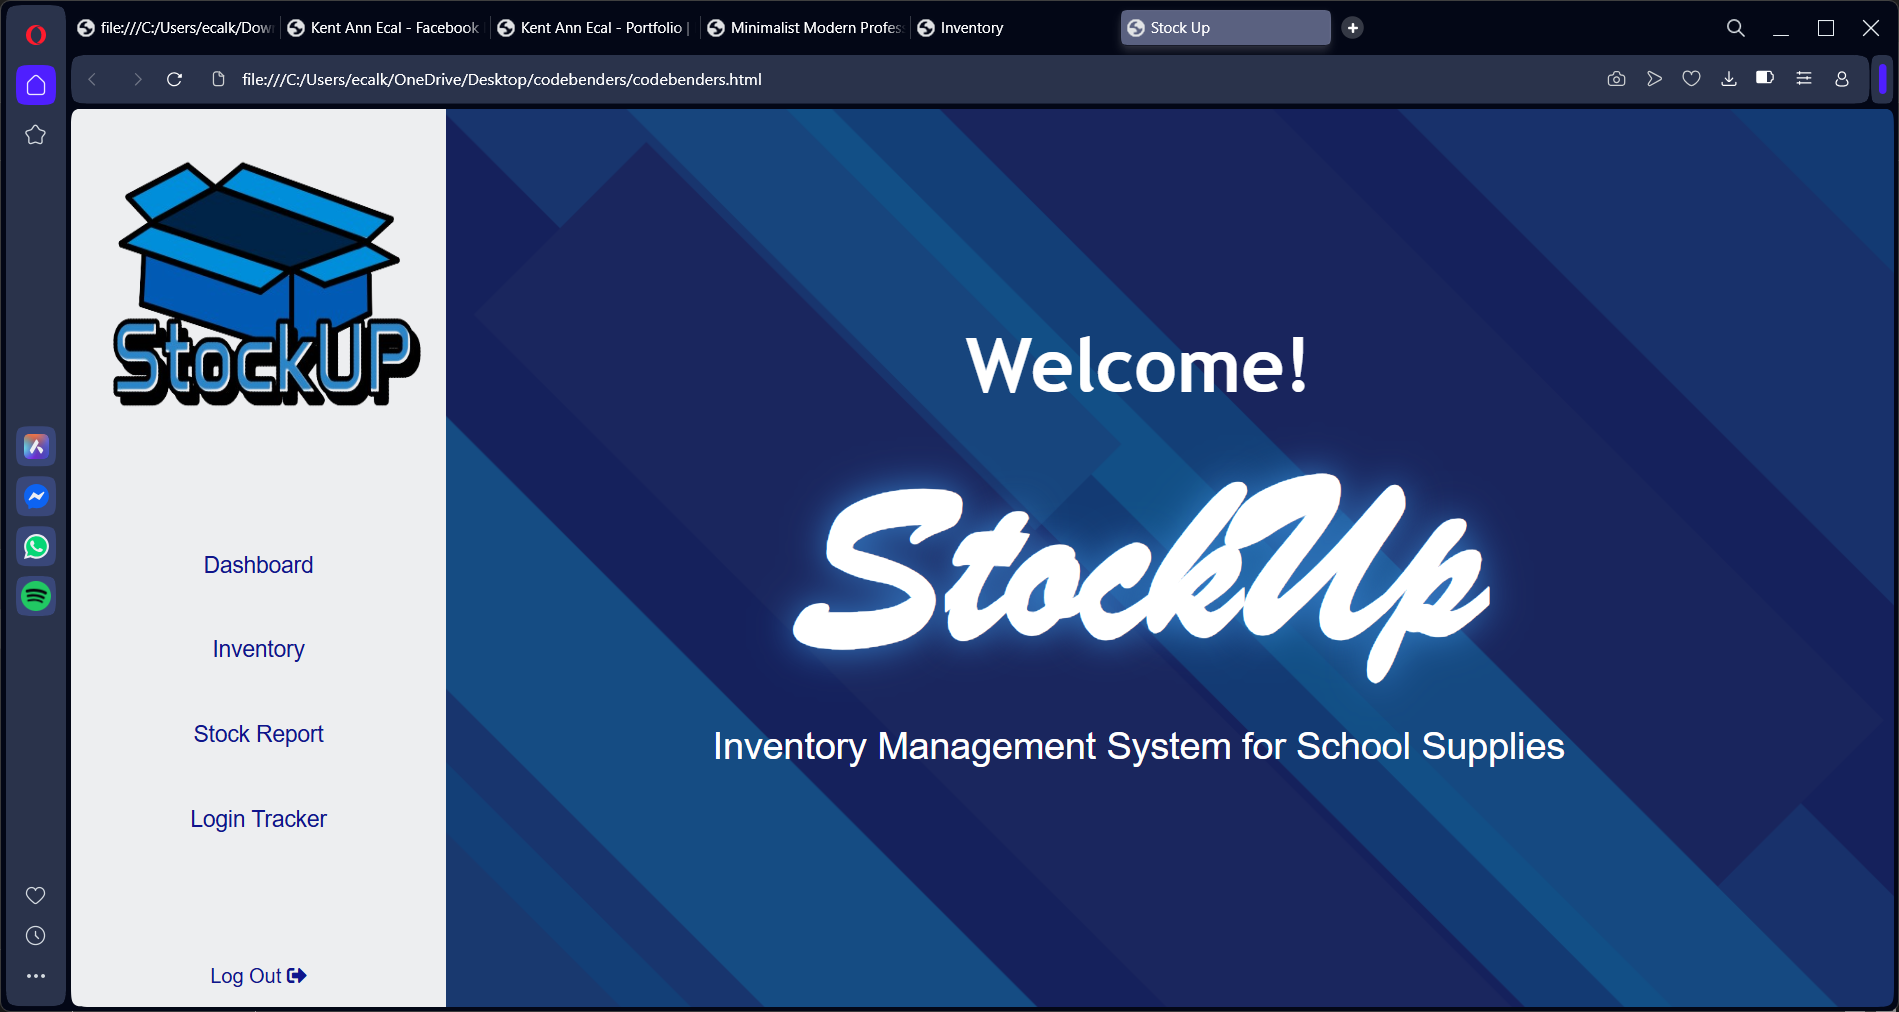 file:///C:/Users/ecalk/Dow
Kent Ann Ecal - Facebook
Kent Ann Ecal - Portfolio |
Minimalist Modern Profes
Inventory
Stock Up
file:///C:/Users/ecalk/OneDrive/Desktop/codebenders/codebenders.html
StockUP
Dashboard
Inventory
Stock Report
Login Tracker
Log Out
Welcome!
StockUp
Inventory Management System for School Supplies